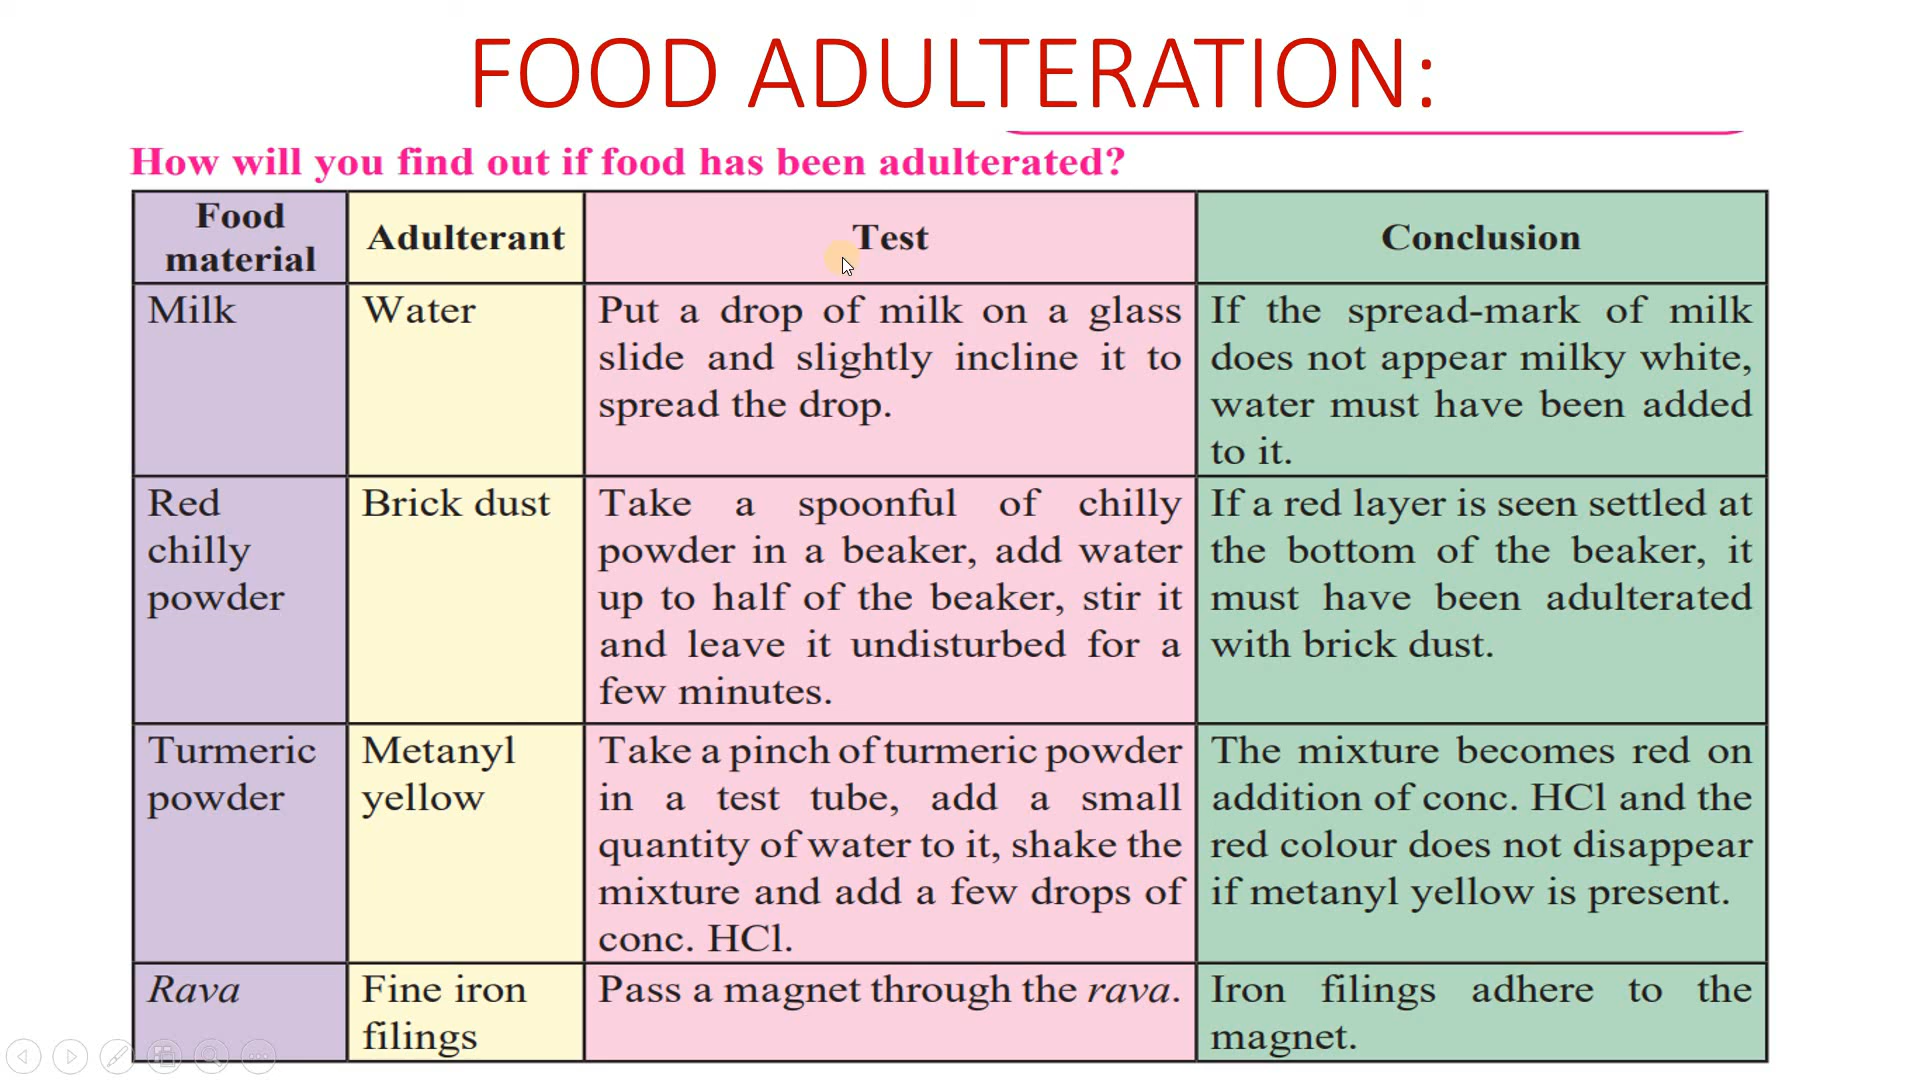 FOOD ADULTERATION:
How will you find out if food has been adulterated?
Food
material
Adulterant
Test
Conclusion
Milk
Water
Put a drop of milk on a glass
slide and slightly incline it to
spread the drop.
If the spread-mark of milk
does not appear milky white,
water must have been added
to it.
Red
chilly
powder
Brick dust
Take a spoonful of chilly
powder in a beaker, add water
up to half of the beaker, stir it
and leave it undisturbed for a
few minutes.
If a red layer is seen settled at
the bottom of the beaker, it
must have been adulterated
with brick dust.
Turmeric
powder
Metanyl
yellow
Take a pinch of turmeric powder
in a test tube, add a small
quantity of water to it, shake the
mixture and add a few drops of
conc. HCl.
The mixture becomes red on
addition of conc. HCl and the
red colour does not disappear
if metanyl yellow is present.
Rava
Fine iron
filings
Pass a magnet through the rava.
Iron filings adhere to the
magnet.